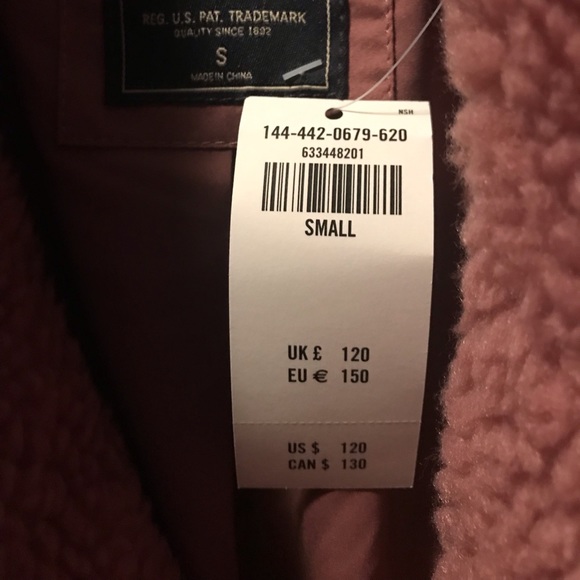 REG. U.S. PAT. TRADEMARK
QUALITY SINCE 1892
S
MADE IN CHINA
NSH
144-442-0679-620
633448201
SMALL
UK £ 120
EU € 150
US $ 120
CAN $ 130